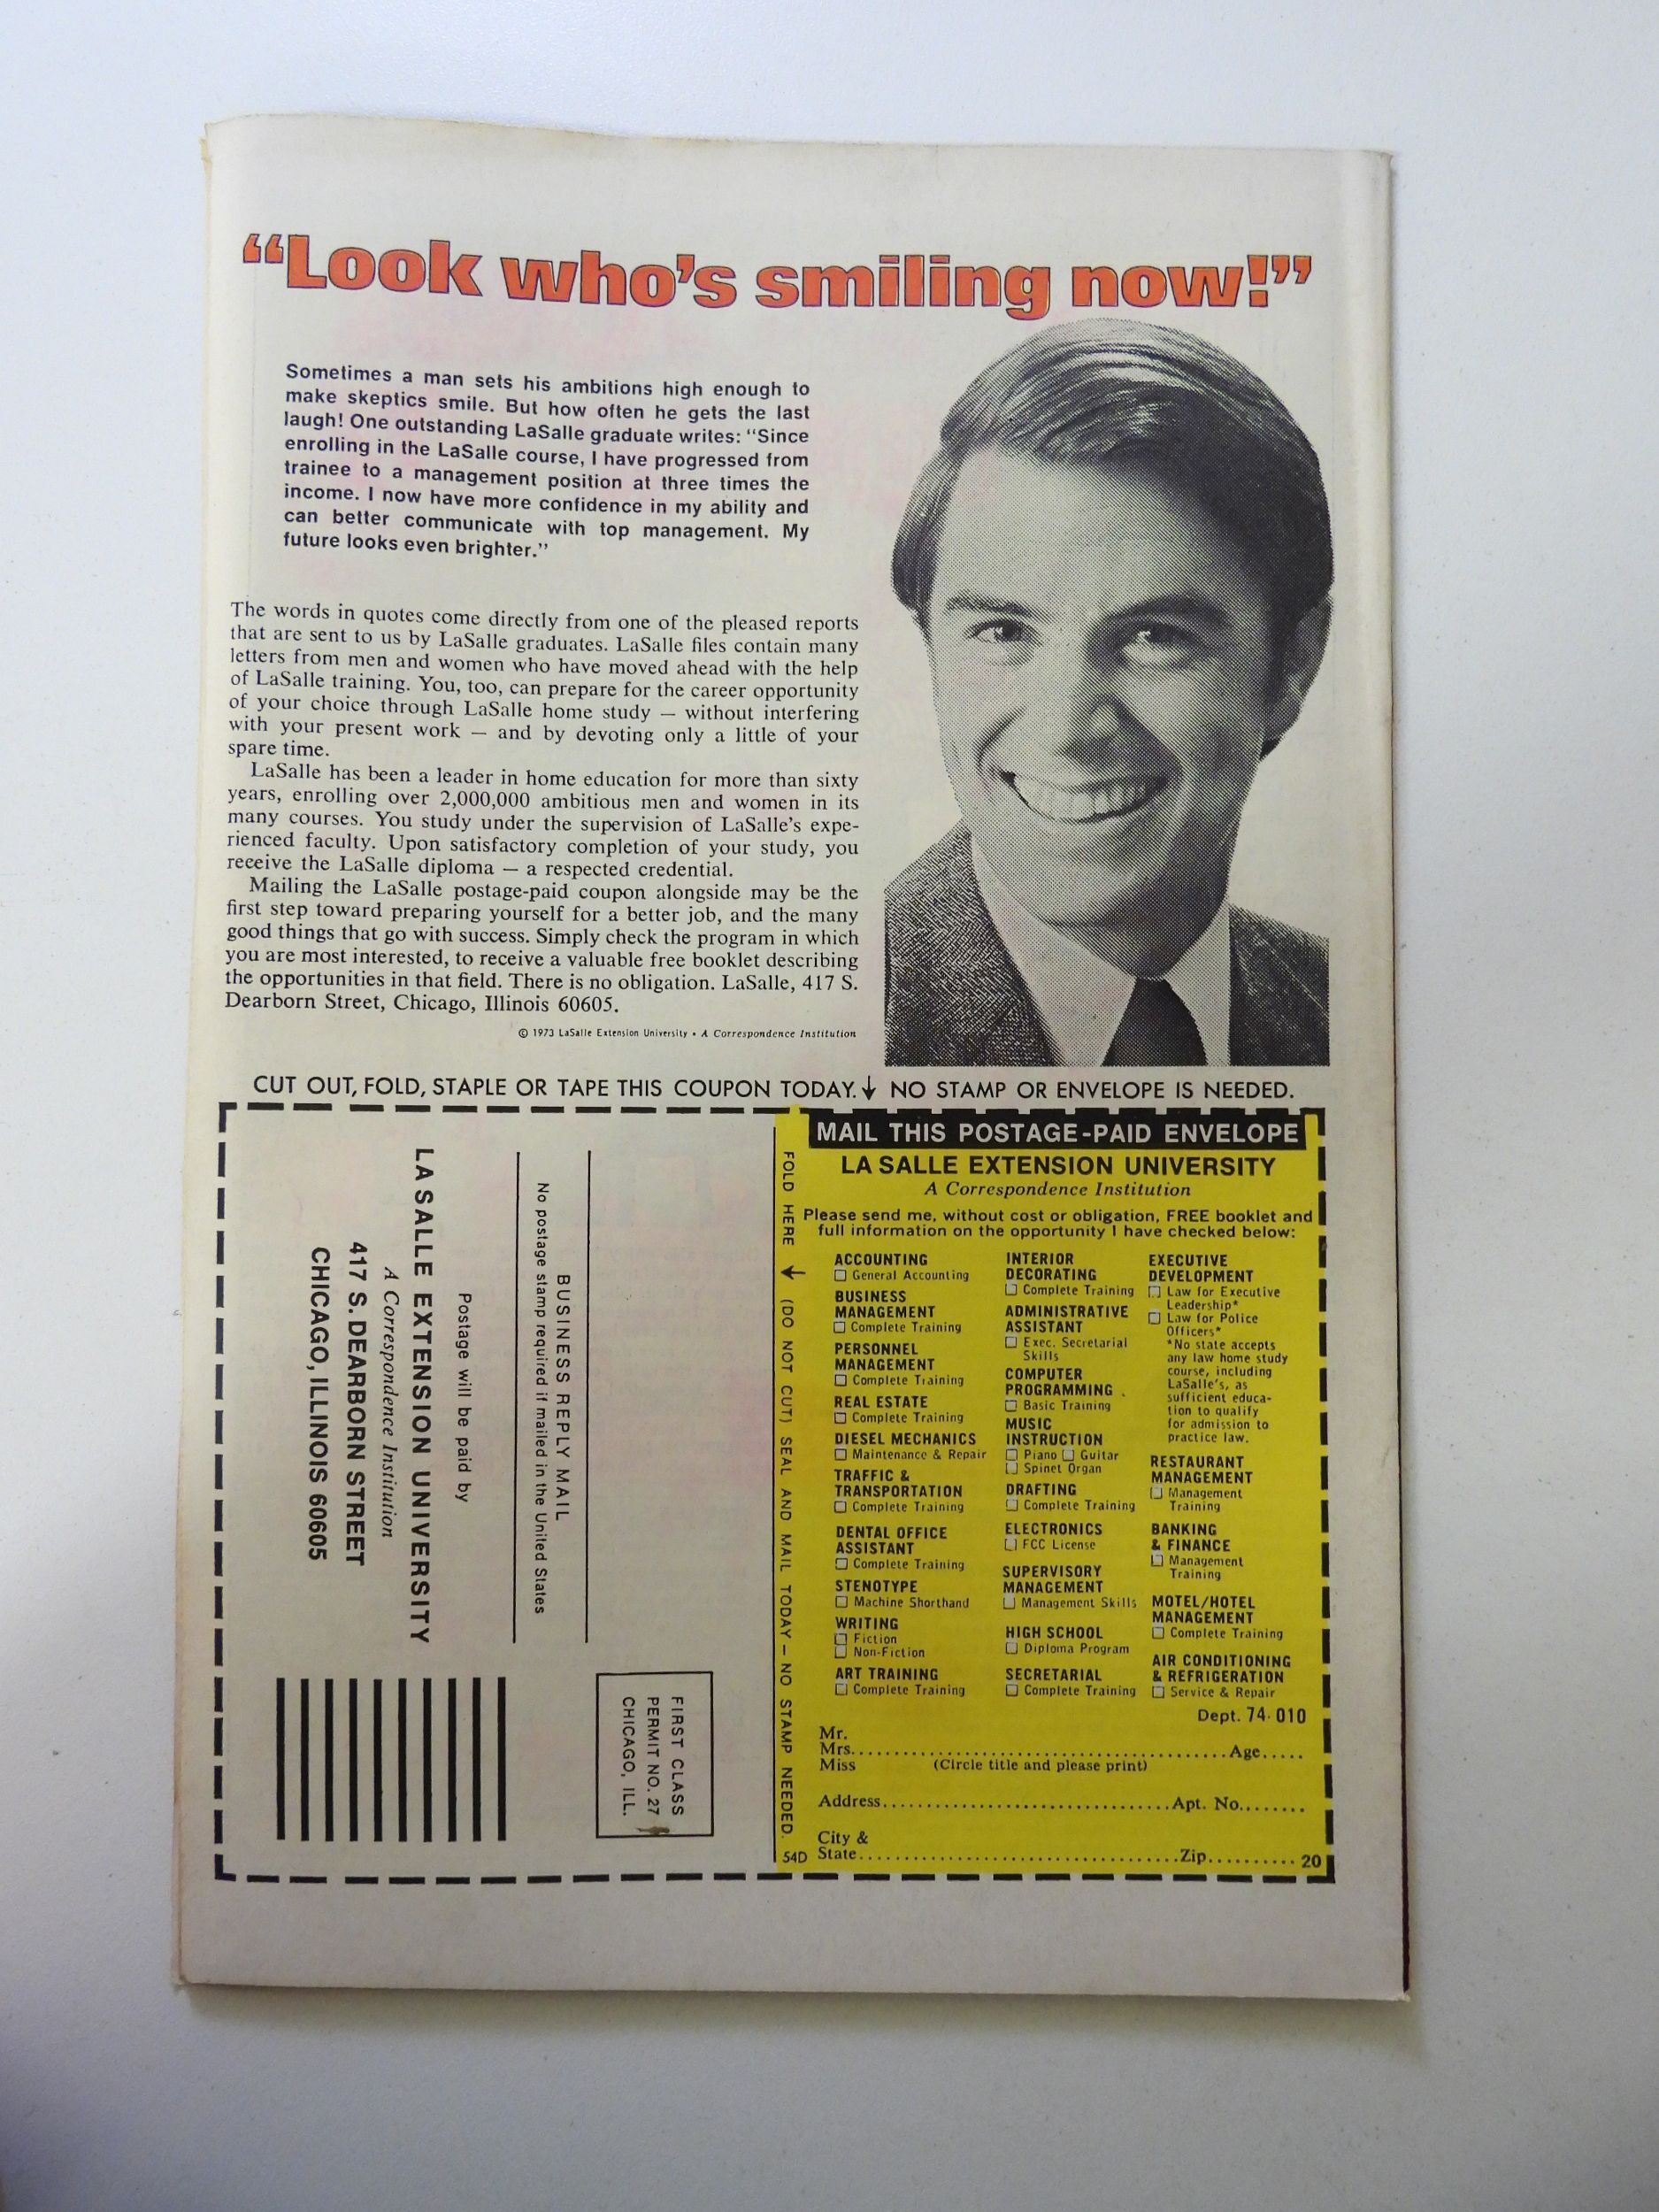 “Look who’s smiling now!”
Sometimes a man sets his ambitions high enough to
make skeptics smile. But how often he gets the last
laugh! One outstanding LaSalle graduate writes: “Since
enrolling in the LaSalle course, I have progressed from
trainee to a management position at three times the
income. I now have more confidence in my ability and
can better communicate with top management. My
future looks even brighter.”
The words in quotes come directly from one of the pleased reports
that are sent to us by LaSalle graduates. LaSalle files contain many
letters from men and women who have moved ahead with the help
of LaSalle training. You, too, can prepare for the career opportunity
of your choice through LaSalle home study — without interfering
with your present work — and by devoting only a little of your
spare time.
LaSalle has been a leader in home education for more than sixty
years, enrolling over 2,000,000 ambitious men and women in its
many courses. You study under the supervision of LaSalle’s expe-
rienced faculty. Upon satisfactory completion of your study, you
receive the LaSalle diploma — a respected credential.
Mailing the LaSalle postage-paid coupon alongside may be the
first step toward preparing yourself for a better job, and the many
good things that go with success. Simply check the program in which
you are most interested, to receive a valuable free booklet describing
the opportunities in that field. There is no obligation. LaSalle, 417 S.
Dearborn Street, Chicago, Illinois 60605.
© 1973 LaSalle Extension University • A Correspondence Institution
CUT OUT, FOLD, STAPLE OR TAPE THIS COUPON TODAY. ↓ NO STAMP OR ENVELOPE IS NEEDED.
FIRST CLASS
PERMIT NO. 27
CHICAGO, ILL.
BUSINESS REPLY MAIL
No postage stamp required if mailed in the United States
Postage will be paid by
LA SALLE EXTENSION UNIVERSITY
A Correspondence Institution
417 S. DEARBORN STREET
CHICAGO, ILLINOIS 60605
FOLD HERE ↓ (DO NOT CUT) SEAL AND MAIL TODAY — NO STAMP NEEDED.
54D
MAIL THIS POSTAGE-PAID ENVELOPE
LA SALLE EXTENSION UNIVERSITY
A Correspondence Institution
Please send me, without cost or obligation, FREE booklet and
full information on the opportunity I have checked below:
ACCOUNTING
☐ General Accounting
BUSINESS
MANAGEMENT
☐ Complete Training
PERSONNEL
MANAGEMENT
☐ Complete Training
REAL ESTATE
☐ Complete Training
DIESEL MECHANICS
☐ Maintenance & Repair
TRAFFIC &
TRANSPORTATION
☐ Complete Training
DENTAL OFFICE
ASSISTANT
☐ Complete Training
STENOTYPE
☐ Machine Shorthand
WRITING
☐ Fiction
☐ Non-Fiction
ART TRAINING
☐ Complete Training
INTERIOR
DECORATING
☐ Complete Training
ADMINISTRATIVE
ASSISTANT
☐ Exec. Secretarial
Skills
COMPUTER
PROGRAMMING
☐ Basic Training
MUSIC
INSTRUCTION
☐ Piano ☐ Guitar
☐ Spinet Organ
DRAFTING
☐ Complete Training
ELECTRONICS
☐ FCC License
SUPERVISORY
MANAGEMENT
☐ Management Skills
HIGH SCHOOL
☐ Diploma Program
SECRETARIAL
☐ Complete Training
EXECUTIVE
DEVELOPMENT
☐ Law for Executive
Leadership*
☐ Law for Police
Officers*
*No state accepts
any law home study
course, including
LaSalle’s, as
sufficient educa-
tion to qualify
for admission to
practice law.
RESTAURANT
MANAGEMENT
☐ Management
Training
BANKING
& FINANCE
☐ Management
Training
MOTEL/HOTEL
MANAGEMENT
☐ Complete Training
AIR CONDITIONING
& REFRIGERATION
☐ Service & Repair
Dept. 74-010
Mr.
Mrs. Age
Miss (Circle title and please print)
Address Apt. No.
City &
State Zip 20